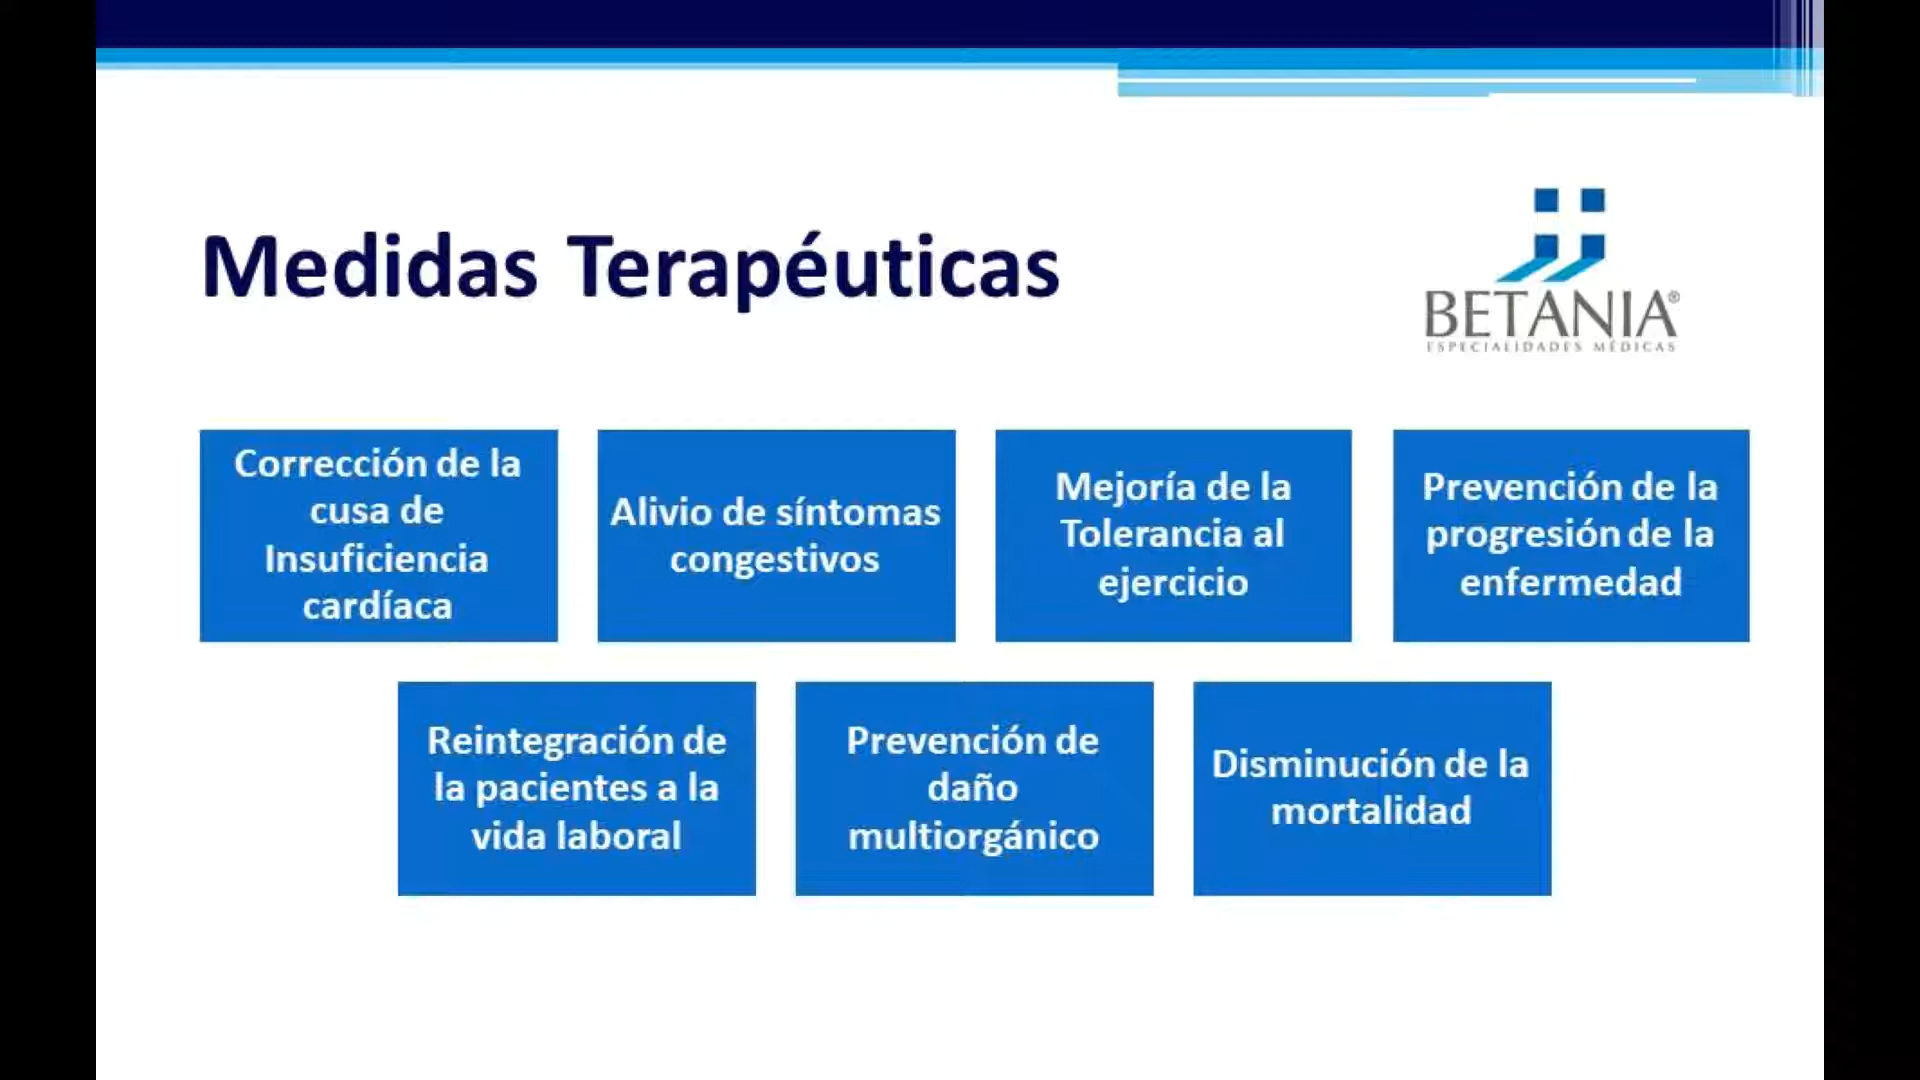 Medidas Terapéuticas
BETANIA®
ESPECIALIDADES MÉDICAS
Corrección de la
cusa de
Insuficiencia
cardíaca
Alivio de síntomas
congestivos
Mejoría de la
Tolerancia al
ejercicio
Prevención de la
progresión de la
enfermedad
Reintegración de
la pacientes a la
vida laboral
Prevención de
daño
multiorgánico
Disminución de la
mortalidad